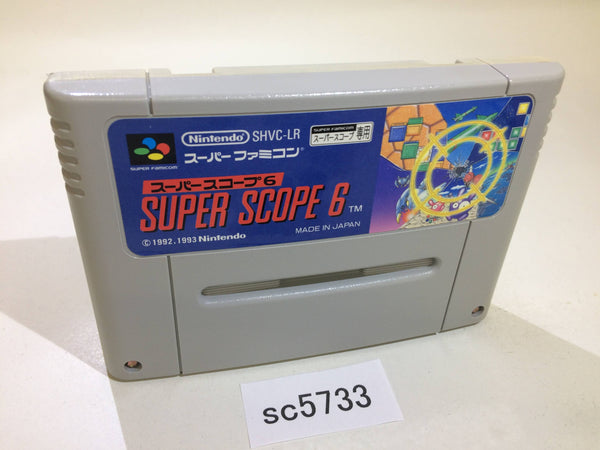 Nintendo SHVC-LR
SUPER FAMICOM
スーパースコープ 専用
SUPER FAMICOM
スーパーファミコン
スーパースコープ6
SUPER SCOPE 6 TM
MADE IN JAPAN
© 1992,1993 Nintendo
sc5733